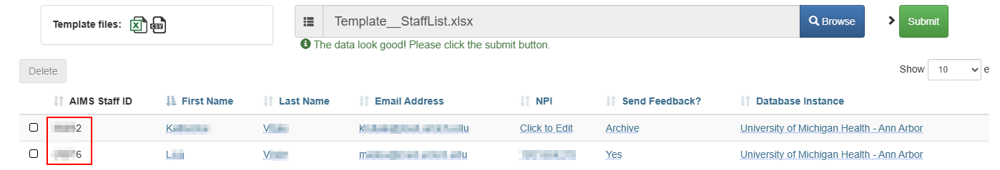 Template files: CSV
Template__StaffList.xlsx Browse Submit
The data look good! Please click the submit button.
Delete Show 10 e
AIMS Staff ID First Name Last Name Email Address NPI Send Feedback? Database Instance
Click to Edit Archive University of Michigan Health - Ann Arbor
Yes University of Michigan Health - Ann Arbor